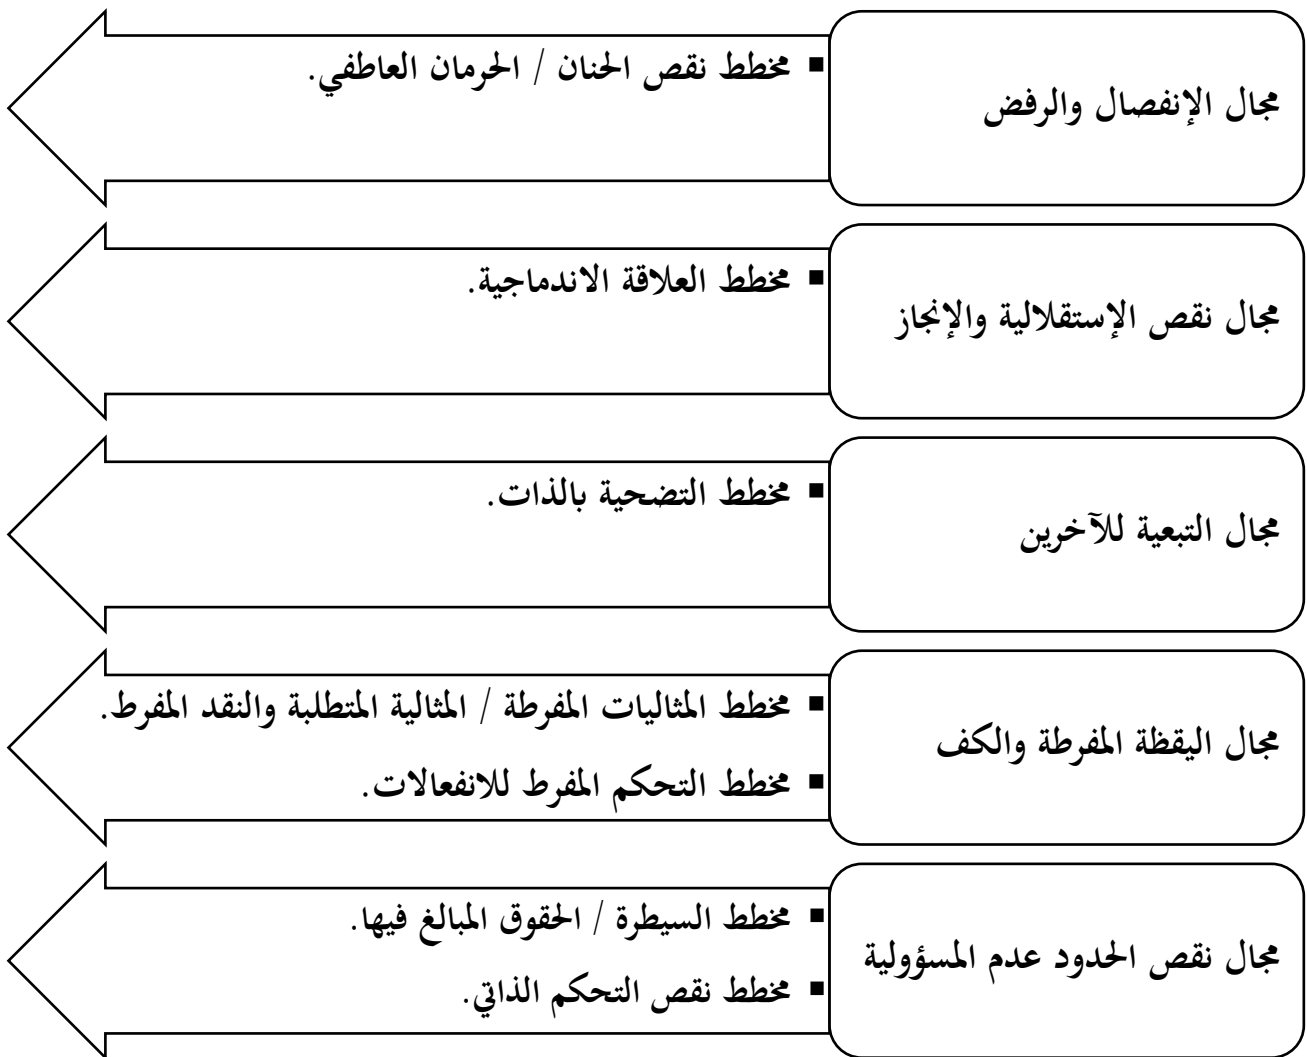 مجال الإنفصال والرفض
▪ مخطط نقص الحنان / الحرمان العاطفي.
مجال نقص الإستقلالية والإنجاز
▪ مخطط العلاقة الاندماجية.
مجال التبعية للآخرين
▪ مخطط التضحية بالذات.
مجال اليقظة المفرطة والكف
▪ مخطط المثاليات المفرطة / المثالية المتطلبة والنقد المفرط.
▪ مخطط التحكم المفرط للانفعالات.
مجال نقص الحدود عدم المسؤولية
▪ مخطط السيطرة / الحقوق المبالغ فيها.
▪ مخطط نقص التحكم الذاتي.